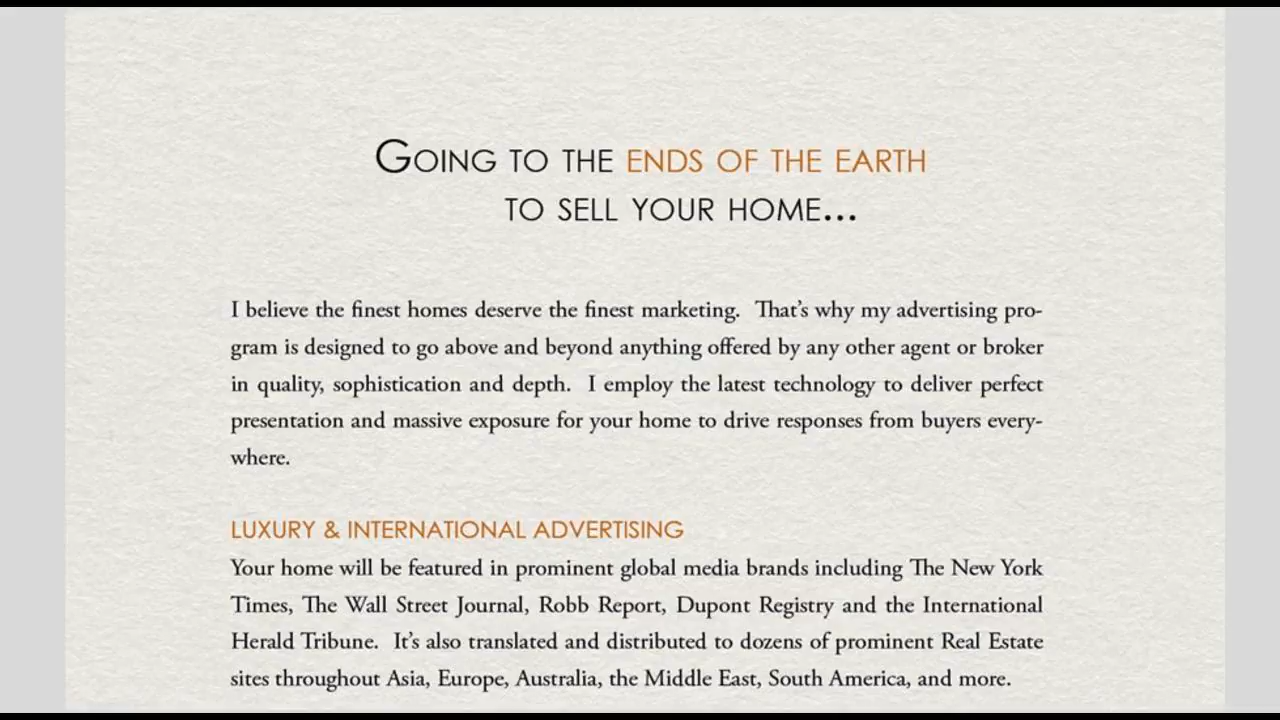 GOING TO THE ENDS OF THE EARTH
TO SELL YOUR HOME...
I believe the finest homes deserve the finest marketing.  That's why my advertising pro-
gram is designed to go above and beyond anything offered by any other agent or broker
in quality, sophistication and depth.  I employ the latest technology to deliver perfect
presentation and massive exposure for your home to drive responses from buyers every-
where.
LUXURY & INTERNATIONAL ADVERTISING
Your home will be featured in prominent global media brands including The New York
Times, The Wall Street Journal, Robb Report, Dupont Registry and the International
Herald Tribune.  It's also translated and distributed to dozens of prominent Real Estate
sites throughout Asia, Europe, Australia, the Middle East, South America, and more.